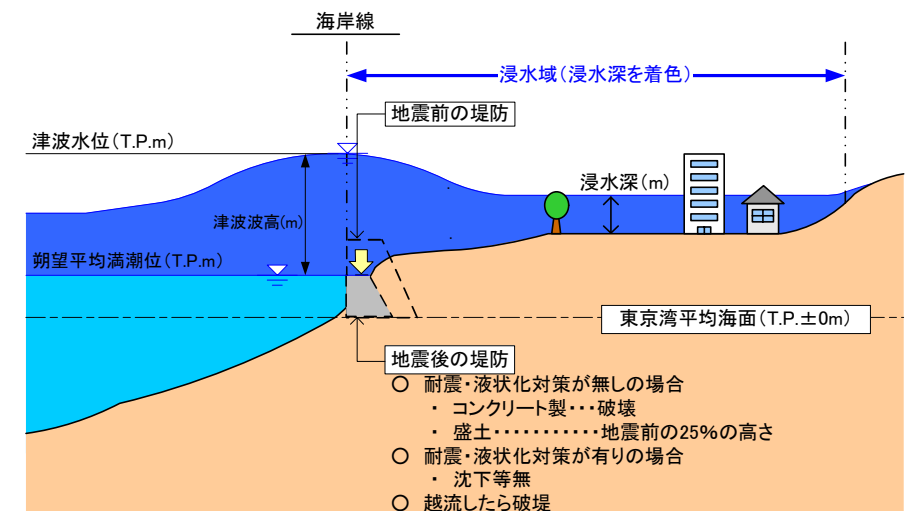 海岸線
浸水域(浸水深を着色)
地震前の堤防
津波水位(T.P.m)
浸水深(m)
津波波高(m)
朔望平均満潮位(T.P.m)
東京湾平均海面(T.P.±0m)
地震後の堤防
○ 耐震・液状化対策が無しの場合
・ コンクリート製・・・破壊
・ 盛土・・・・・・・・・・・地震前の25%の高さ
○ 耐震・液状化対策が有りの場合
・ 沈下等無
○ 越流したら破堤